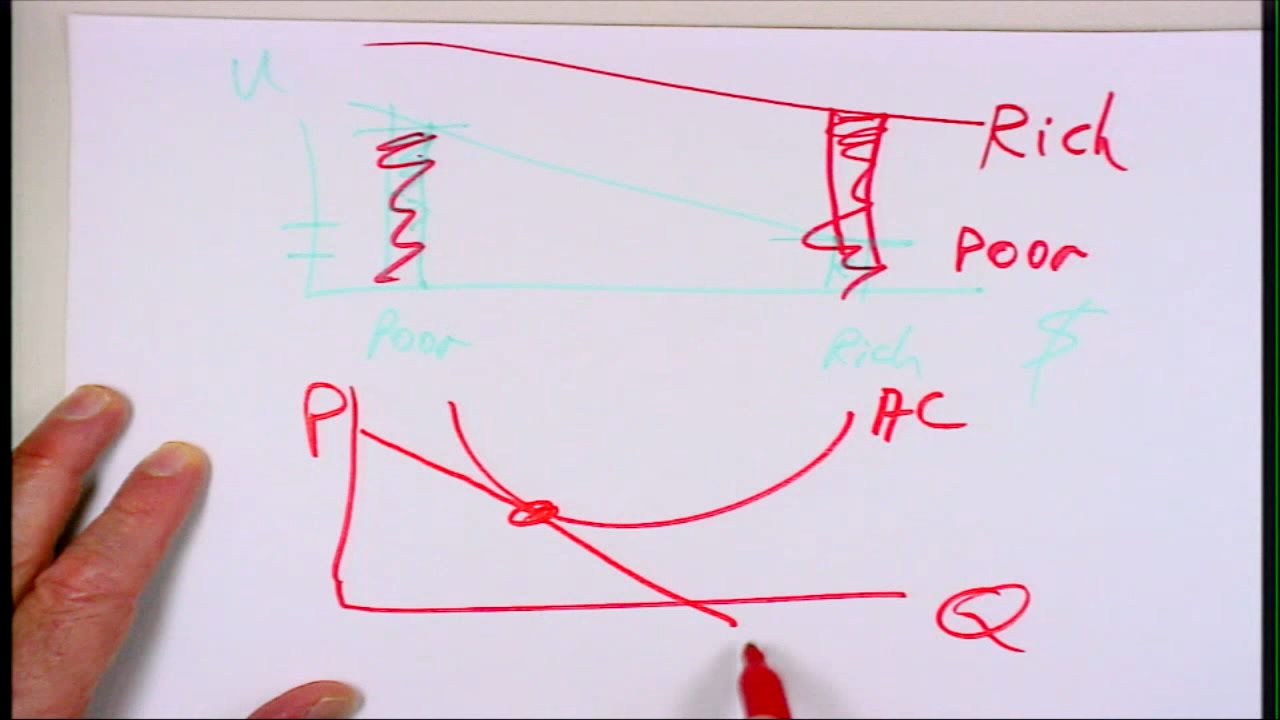 U
Rich
Poor
Poor Rich $
P AC
Q